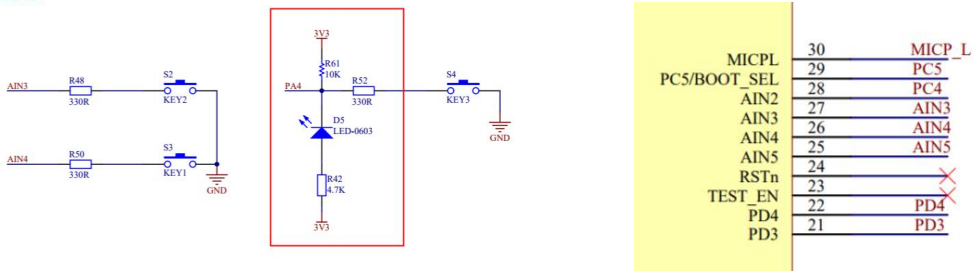 AIN3
R48
330R
S2
KEY2
AIN4
R50
330R
S3
KEY1
GND
3V3
R61
10K
PA4
R52
330R
D5
LED-0603
R42
4.7K
3V3
S4
KEY3
GND
MICPL 30 MICP_L
PC5/BOOT_SEL 29 PC5
AIN2 28 PC4
AIN3 27 AIN3
AIN4 26 AIN4
AIN5 25 AIN5
RSTn 24
TEST_EN 23
PD4 22 PD4
PD3 21 PD3